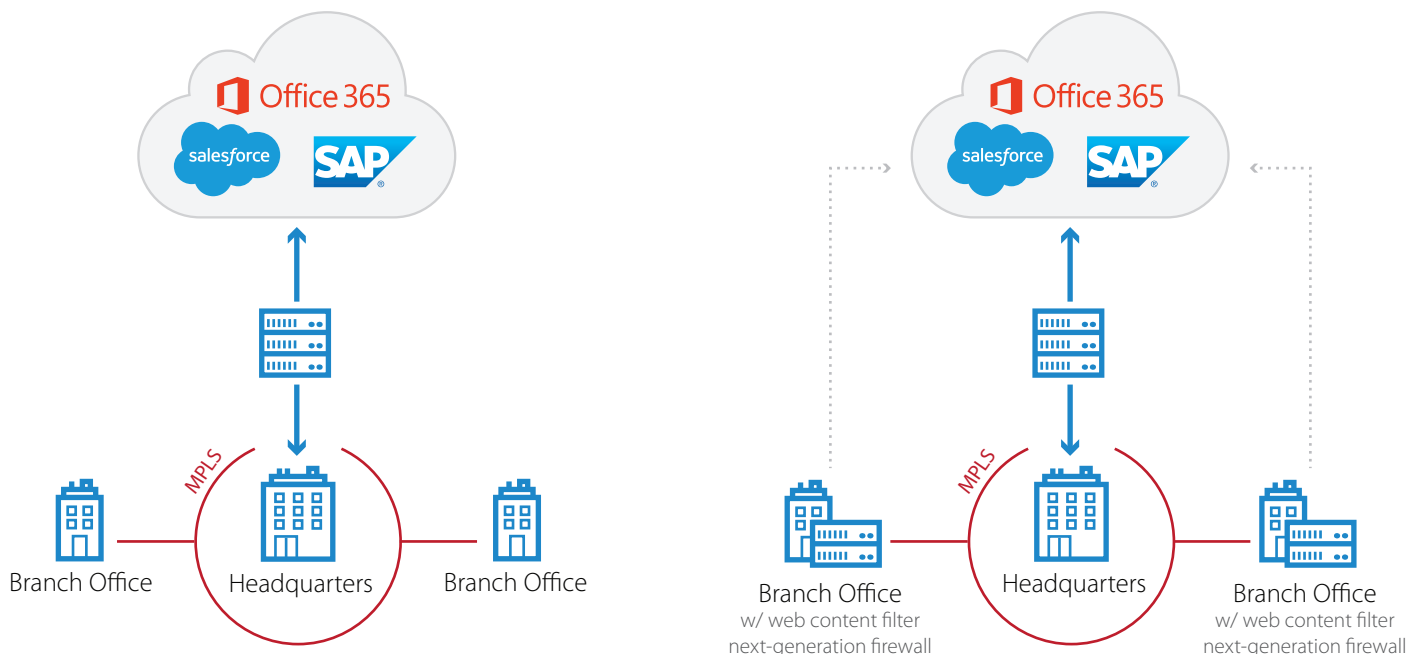 Office 365
salesforce
SAP®
MPLS
Branch Office
Headquarters
Branch Office
Office 365
salesforce
SAP®
MPLS
Branch Office
w/ web content filter
next-generation firewall
Headquarters
Branch Office
w/ web content filter
next-generation firewall